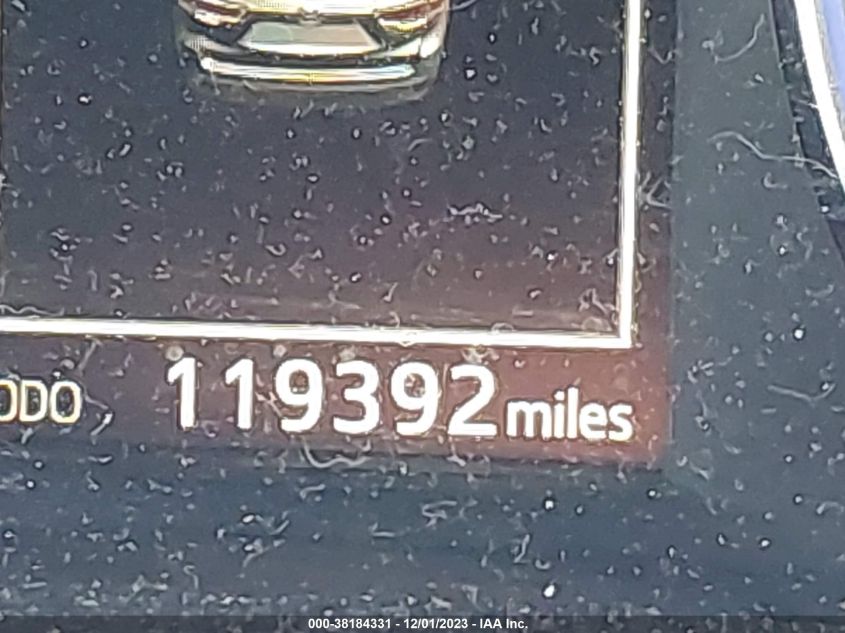 ODO 119392 miles
000-38184331 - 12/01/2023 - IAA Inc.